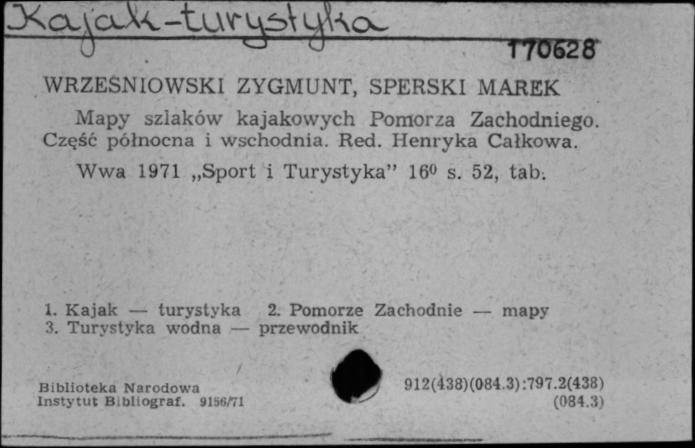 Kajak-turystyka
170628
WRZEŚNIOWSKI ZYGMUNT, SPERSKI MAREK
Mapy szlaków kajakowych Pomorza Zachodniego.
Część północna i wschodnia. Red. Henryka Całkowa.
Wwa 1971 „Sport i Turystyka” 16⁰ s. 52, tab.
1. Kajak — turystyka 2. Pomorze Zachodnie — mapy
3. Turystyka wodna — przewodnik
Biblioteka Narodowa
Instytut Bibliograf. 9156/71
912(438)(084.3):797.2(438)
(084.3)